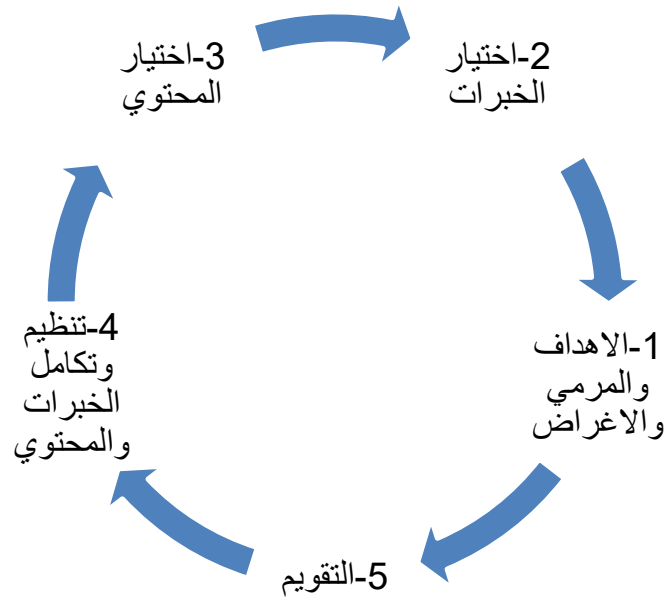 2-اختيار
الخبرات
3-اختيار
المحتوي
1-الاهداف
والمرمي
والاغراض
4-تنظيم
وتكامل
الخبرات
والمحتوي
5-التقويم